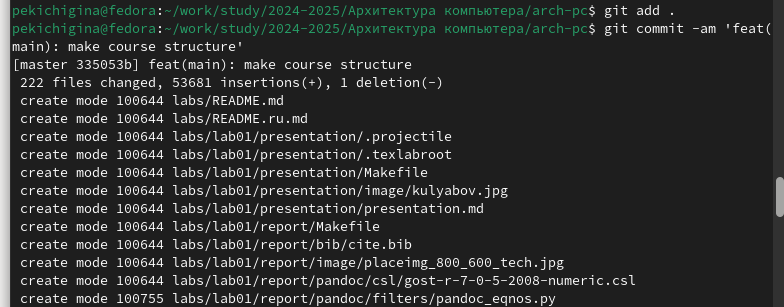 pekichigina@fedora:~/work/study/2024-2025/Архитектура компьютера/arch-pc$ git add .
pekichigina@fedora:~/work/study/2024-2025/Архитектура компьютера/arch-pc$ git commit -am 'feat(
main): make course structure'
[master 335053b] feat(main): make course structure
 222 files changed, 53681 insertions(+), 1 deletion(-)
 create mode 100644 labs/README.md
 create mode 100644 labs/README.ru.md
 create mode 100644 labs/lab01/presentation/.projectile
 create mode 100644 labs/lab01/presentation/.texlabroot
 create mode 100644 labs/lab01/presentation/Makefile
 create mode 100644 labs/lab01/presentation/image/kulyabov.jpg
 create mode 100644 labs/lab01/presentation/presentation.md
 create mode 100644 labs/lab01/report/Makefile
 create mode 100644 labs/lab01/report/bib/cite.bib
 create mode 100644 labs/lab01/report/image/placeimg_800_600_tech.jpg
 create mode 100644 labs/lab01/report/pandoc/csl/gost-r-7-0-5-2008-numeric.csl
 create mode 100755 labs/lab01/report/pandoc/filters/pandoc_eqnos.py